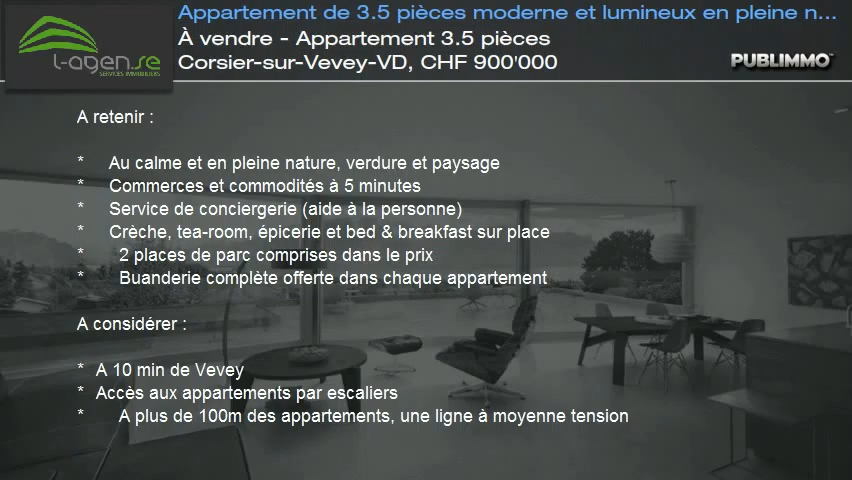 Appartement de 3.5 pièces moderne et lumineux en pleine n...
À vendre - Appartement 3.5 pièces
Corsier-sur-Vevey-VD, CHF 900'000
l-agen.se
SERVICES IMMOBILIERS
PUBLIMMO
A retenir :
* Au calme et en pleine nature, verdure et paysage
* Commerces et commodités à 5 minutes
* Service de conciergerie (aide à la personne)
* Crèche, tea-room, épicerie et bed & breakfast sur place
* 2 places de parc comprises dans le prix
* Buanderie complète offerte dans chaque appartement
A considérer :
* A 10 min de Vevey
* Accès aux appartements par escaliers
* A plus de 100m des appartements, une ligne à moyenne tension